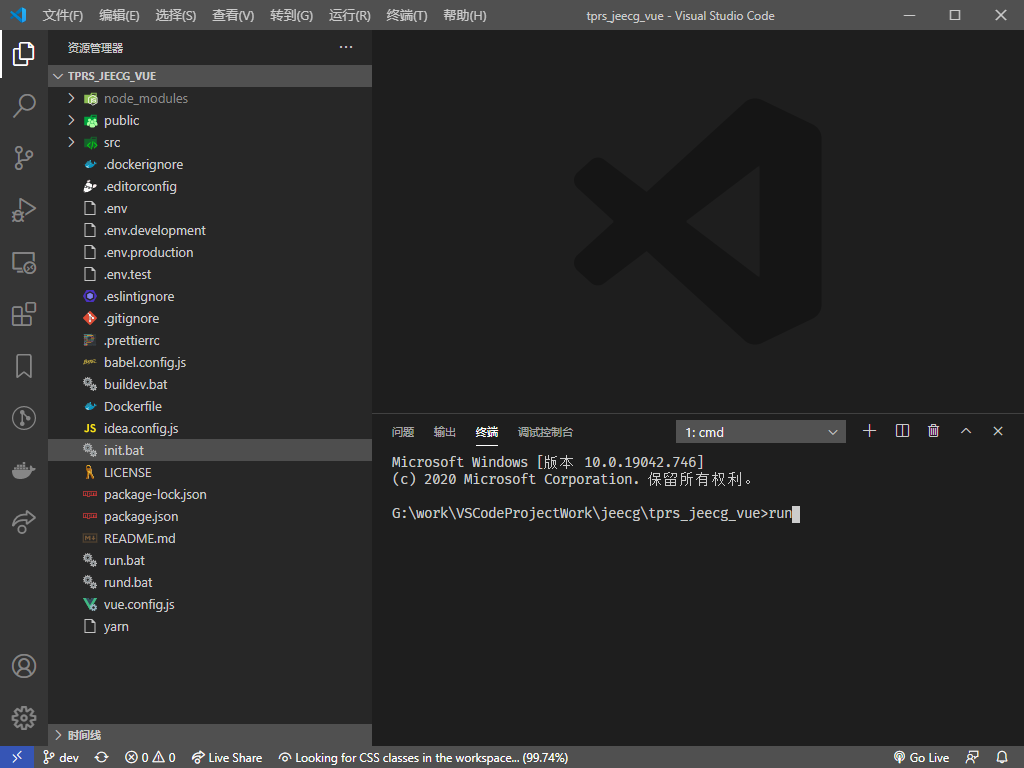 文件(F) 编辑(E) 选择(S) 查看(V) 转到(G) 运行(R) 终端(T) 帮助(H) tprs_jeecg_vue - Visual Studio Code
资源管理器
TPRS_JEECG_VUE
node_modules
public
src
.dockerignore
.editorconfig
.env
.env.development
.env.production
.env.test
.eslintignore
.gitignore
.prettierrc
babel.config.js
buildev.bat
Dockerfile
JS idea.config.js
init.bat
LICENSE
package-lock.json
package.json
README.md
run.bat
rund.bat
vue.config.js
yarn
时间线
问题 输出 终端 调试控制台 1: cmd
Microsoft Windows [版本 10.0.19042.746]
(c) 2020 Microsoft Corporation. 保留所有权利。
G:\work\VSCodeProjectWork\jeecg\tprs_jeecg_vue>run
dev 0 0 Live Share Looking for CSS classes in the workspace... (99.74%) Go Live